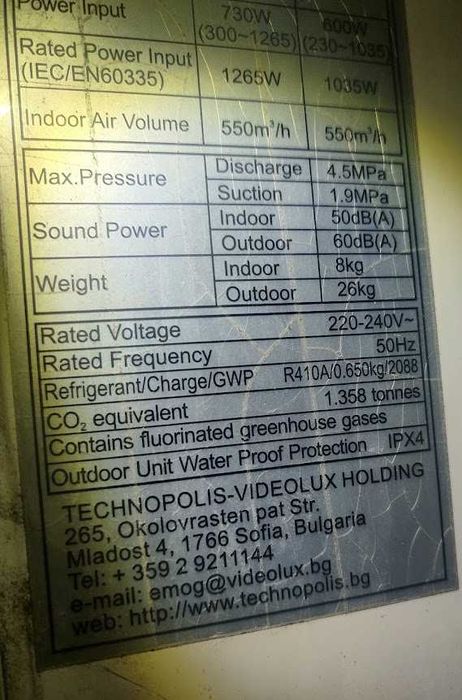 Power Input 730W 600W
(300~1265) (230~1035)
Rated Power Input
(IEC/EN60335) 1265W 1035W
Indoor Air Volume 550m³/h 550m³/h
Max.Pressure Discharge 4.5MPa
Suction 1.9MPa
Sound Power Indoor 50dB(A)
Outdoor 60dB(A)
Weight Indoor 8kg
Outdoor 26kg
Rated Voltage 220-240V~
Rated Frequency 50Hz
Refrigerant/Charge/GWP R410A/0.650kg/2088
CO₂ equivalent 1.358 tonnes
Contains fluorinated greenhouse gases
Outdoor Unit Water Proof Protection IPX4
TECHNOPOLIS-VIDEOLUX HOLDING
265, Okolovrasten pat Str.
Mladost 4, 1766 Sofia, Bulgaria
Tel: + 359 2 9211144
e-mail: emog@videolux.bg
web: http://www.technopolis.bg